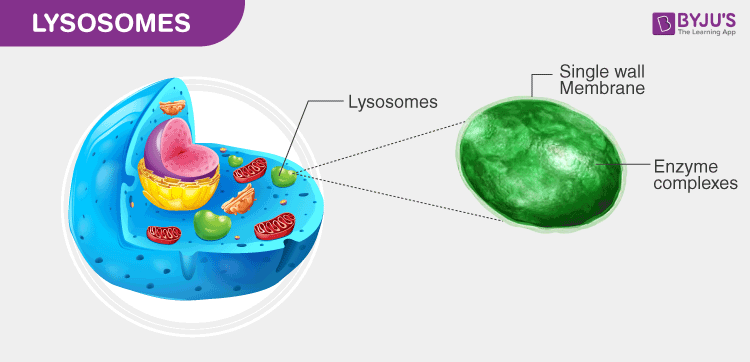 LYSOSOMES
BYJU'S
The Learning App
Single wall
Membrane
Lysosomes
Enzyme
complexes